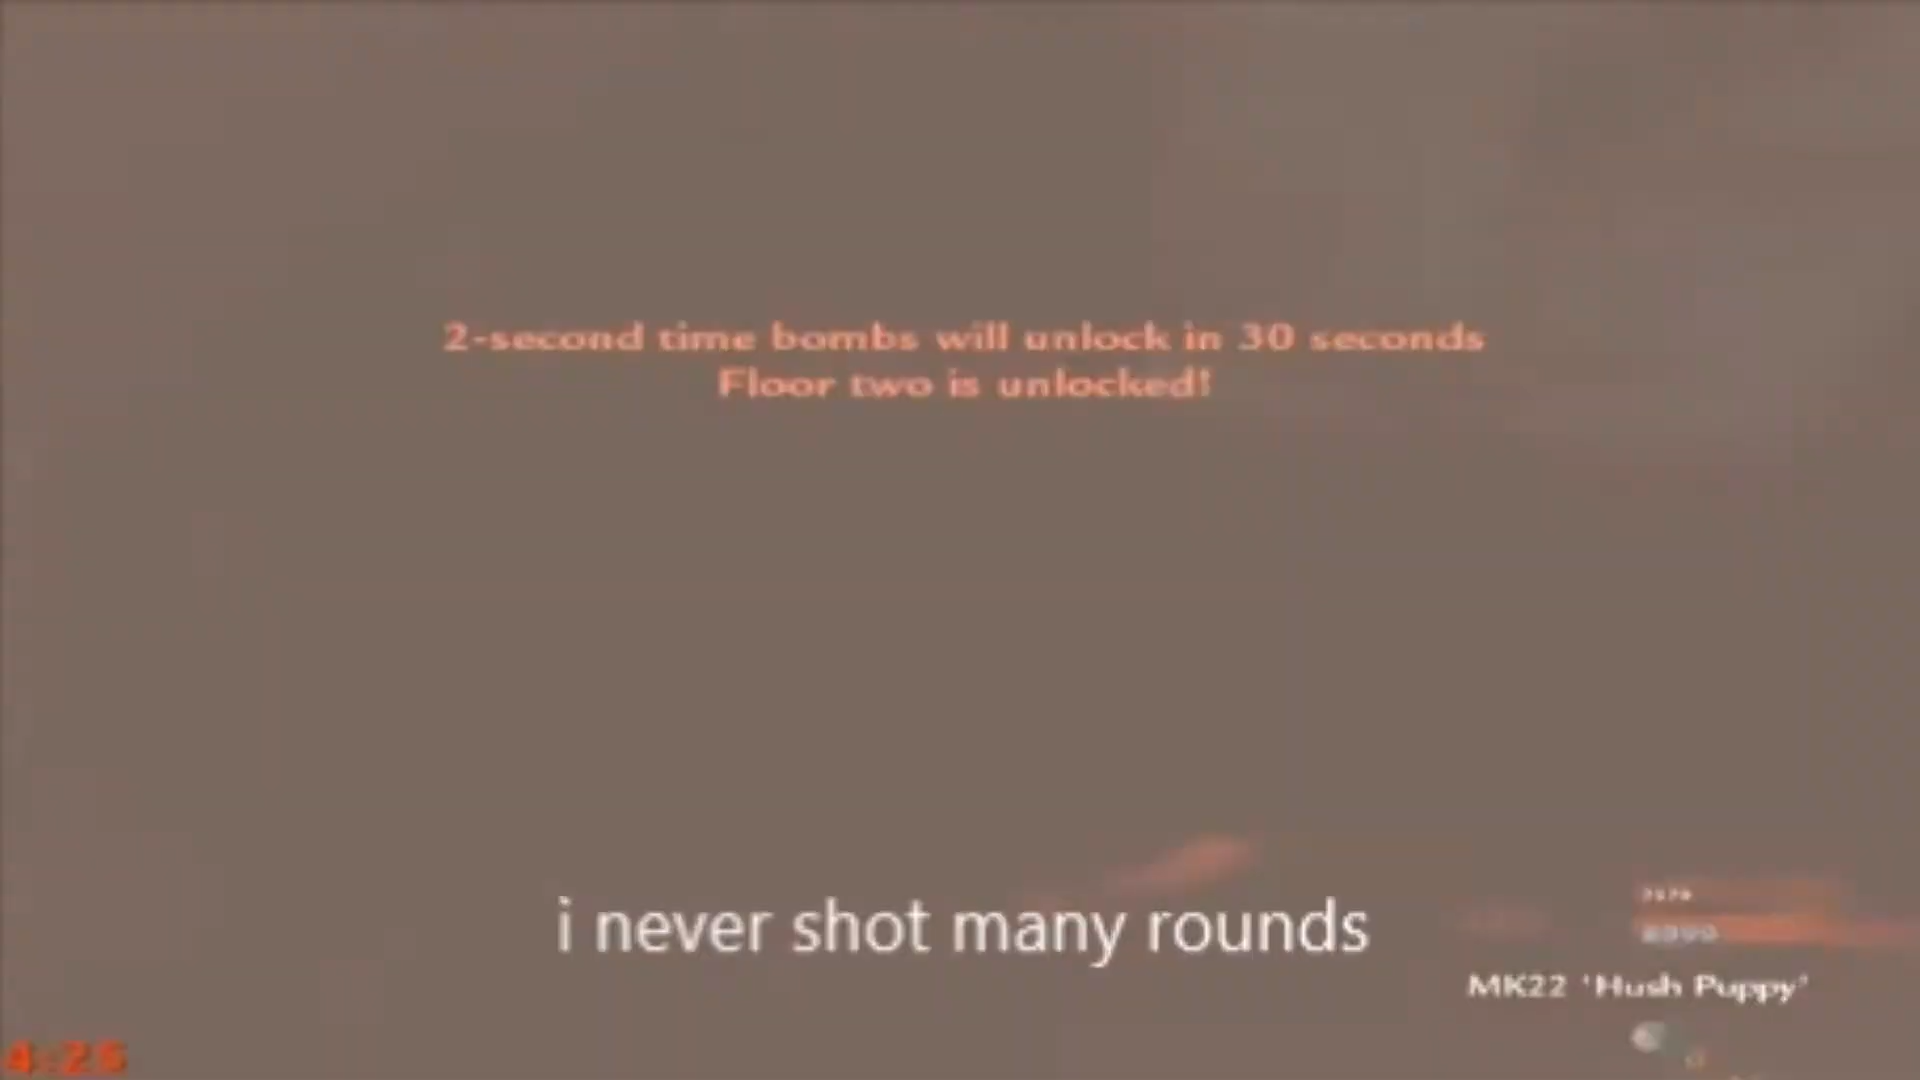 2-second time bombs will unlock in 30 seconds
Floor two is unlocked!
i never shot many rounds
MK22 'Hush Puppy'
4:25